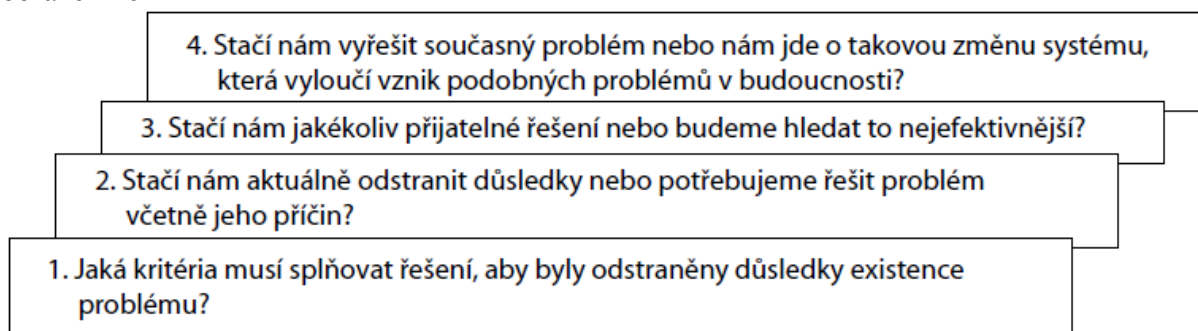 4. Stačí nám vyřešit současný problém nebo nám jde o takovou změnu systému,
která vyloučí vznik podobných problémů v budoucnosti?
3. Stačí nám jakékoliv přijatelné řešení nebo budeme hledat to nejefektivnější?
2. Stačí nám aktuálně odstranit důsledky nebo potřebujeme řešit problém
včetně jeho příčin?
1. Jaká kritéria musí splňovat řešení, aby byly odstraněny důsledky existence
problému?